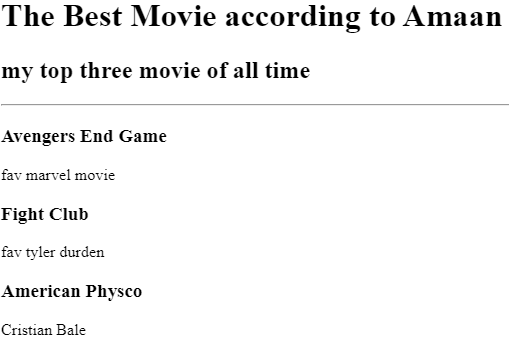 The Best Movie according to Amaan
my top three movie of all time
Avengers End Game
fav marvel movie
Fight Club
fav tyler durden
American Physco
Cristian Bale